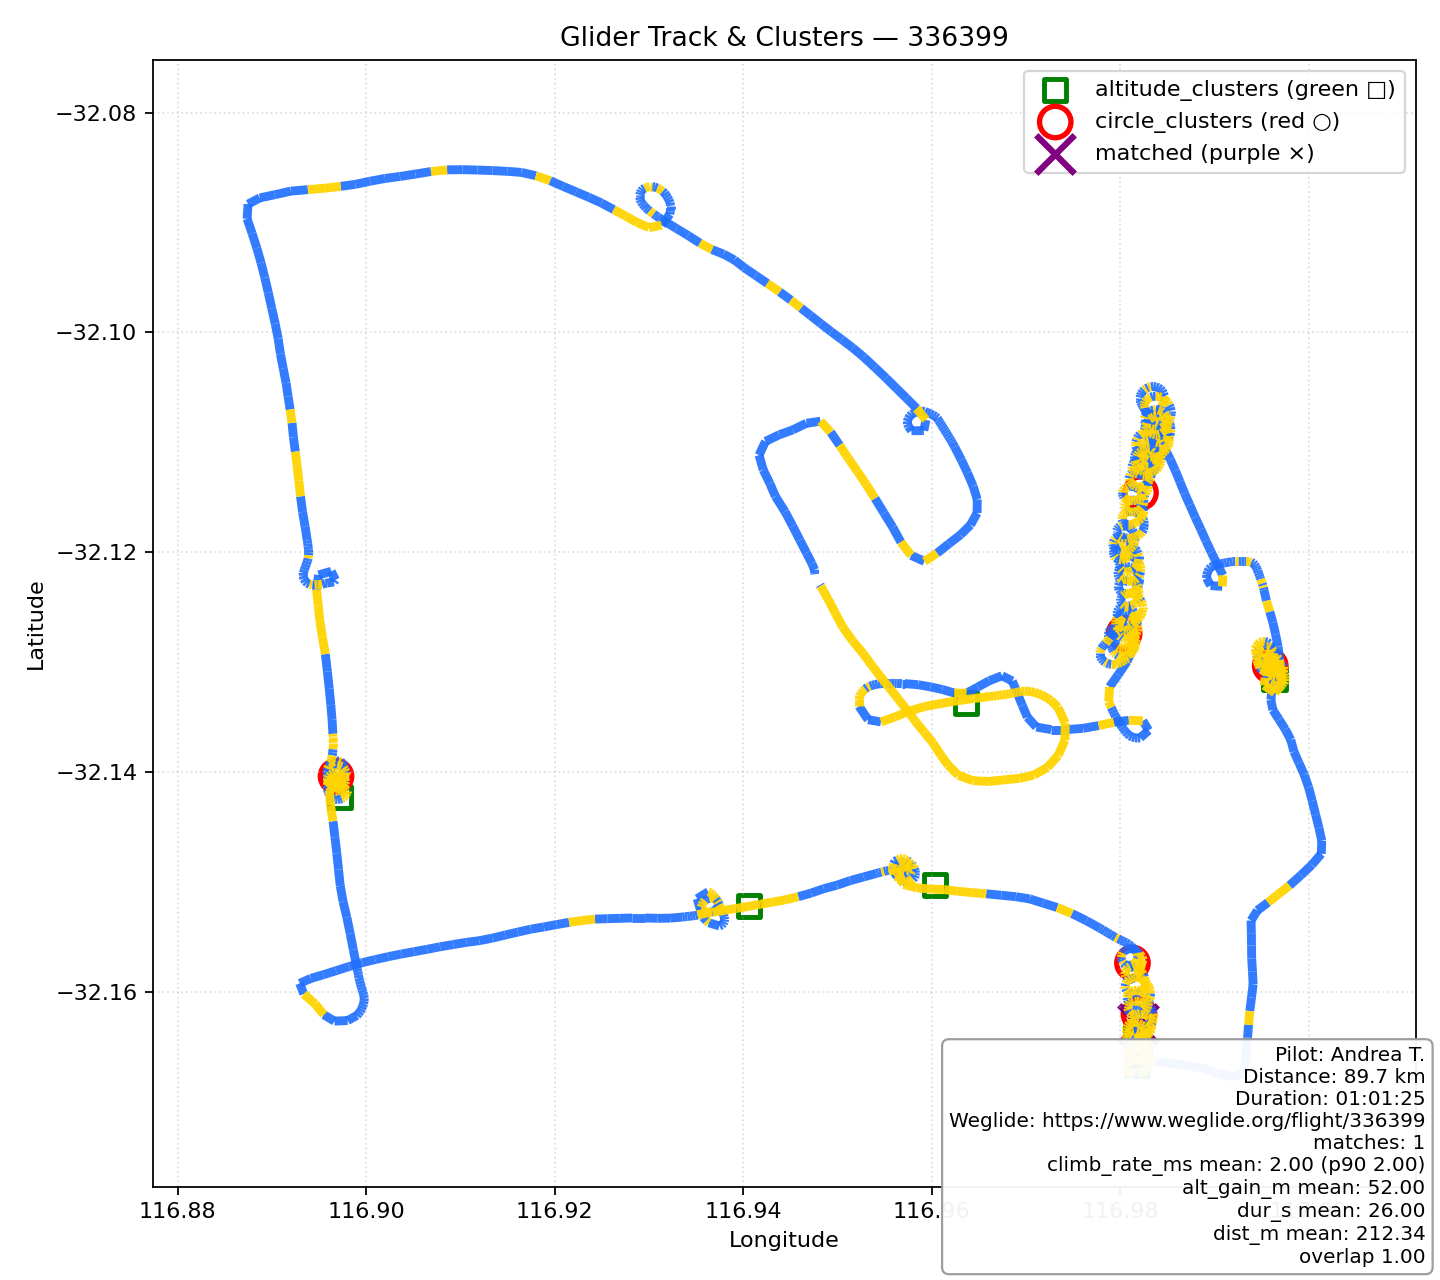 Glider Track & Clusters — 336399
altitude_clusters (green □)
circle_clusters (red ○)
matched (purple ×)
−32.08
−32.10
−32.12
−32.14
−32.16
Latitude
116.88
116.90
116.92
116.94
116.96
116.98
Longitude
Pilot: Andrea T.
Distance: 89.7 km
Duration: 01:01:25
Weglide: https://www.weglide.org/flight/336399
matches: 1
climb_rate_ms mean: 2.00 (p90 2.00)
alt_gain_m mean: 52.00
dur_s mean: 26.00
dist_m mean: 212.34
overlap 1.00